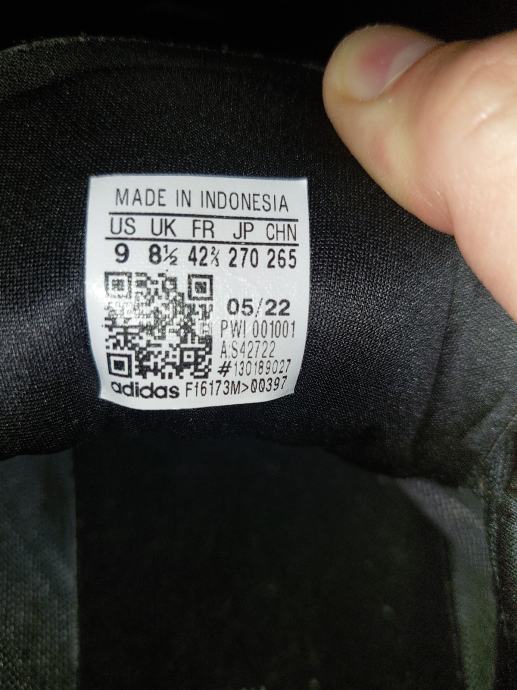 MADE IN INDONESIA
US UK FR JP CHN
9 8½ 42⅔ 270 265
05/22
PWI 001001
A.S42722
#130189027
adidas F16173M>00397